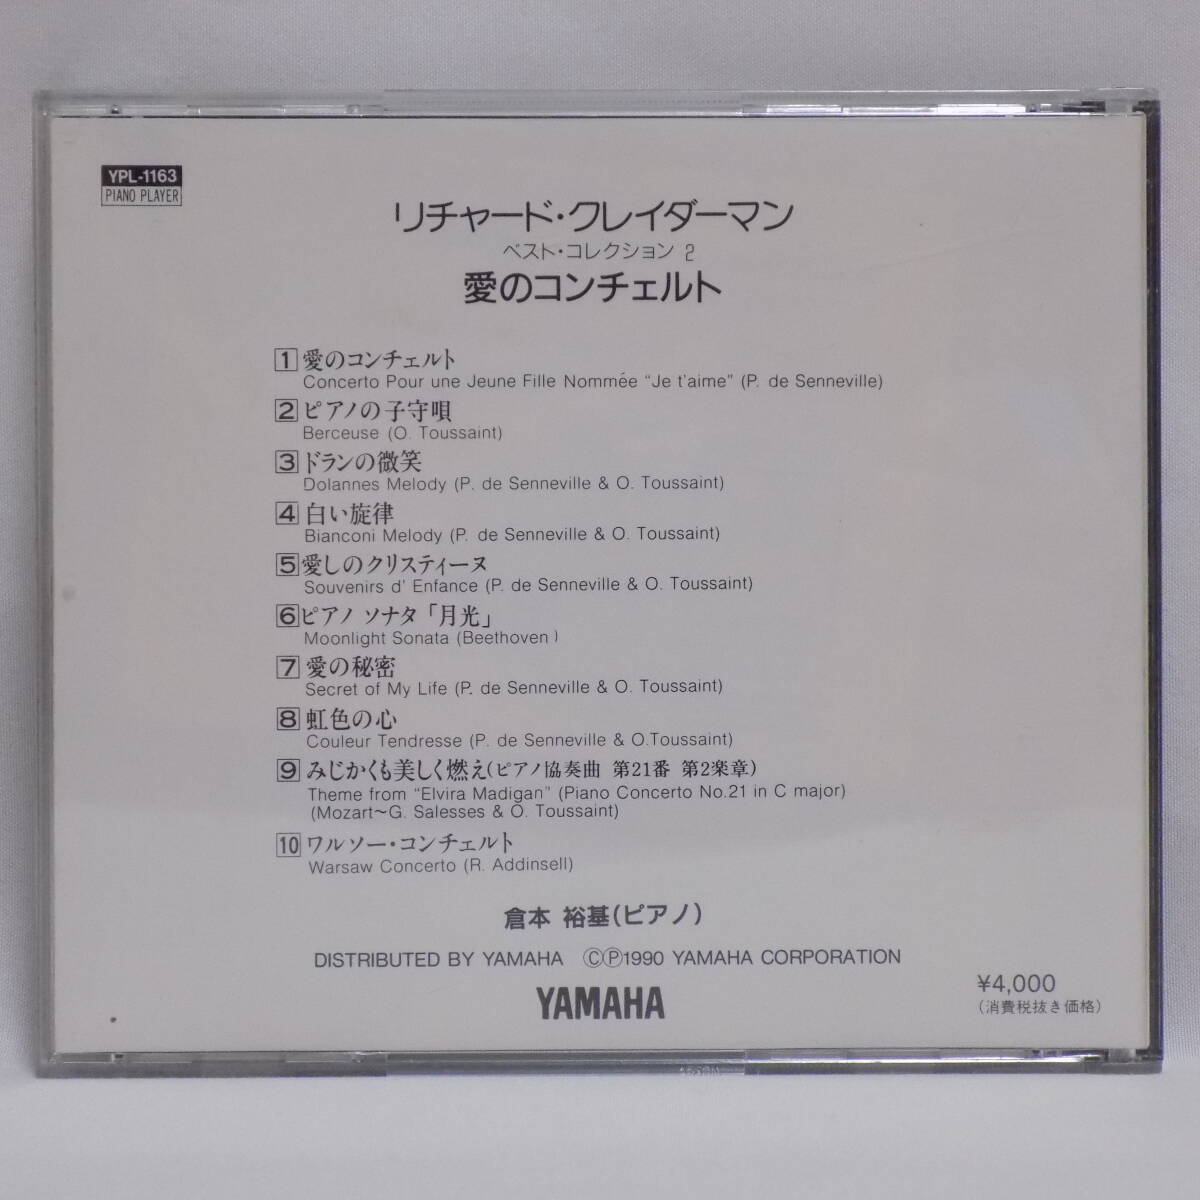 YPL-1163
PIANO PLAYER
リチャード・クレイダーマン
ベスト・コレクション 2
愛のコンチェルト
1 愛のコンチェルト
Concerto Pour une Jeune Fille Nommée "Je t'aime" (P. de Senneville)
2 ピアノの子守唄
Berceuse (O. Toussaint)
3 ドランの微笑
Dolannes Melody (P. de Senneville & O. Toussaint)
4 白い旋律
Bianconi Melody (P. de Senneville & O. Toussaint)
5 愛しのクリスティーヌ
Souvenirs d' Enfance (P. de Senneville & O. Toussaint)
6 ピアノ ソナタ「月光」
Moonlight Sonata (Beethoven)
7 愛の秘密
Secret of My Life (P. de Senneville & O. Toussaint)
8 虹色の心
Couleur Tendresse (P. de Senneville & O.Toussaint)
9 みじかくも美しく燃え(ピアノ協奏曲 第21番 第2楽章)
Theme from "Elvira Madigan" (Piano Concerto No.21 in C major)
(Mozart〜G. Salesses & O. Toussaint)
10 ワルソー・コンチェルト
Warsaw Concerto (R. Addinsell)
倉本 裕基(ピアノ)
DISTRIBUTED BY YAMAHA ©℗1990 YAMAHA CORPORATION
YAMAHA
¥4,000
(消費税抜き価格)